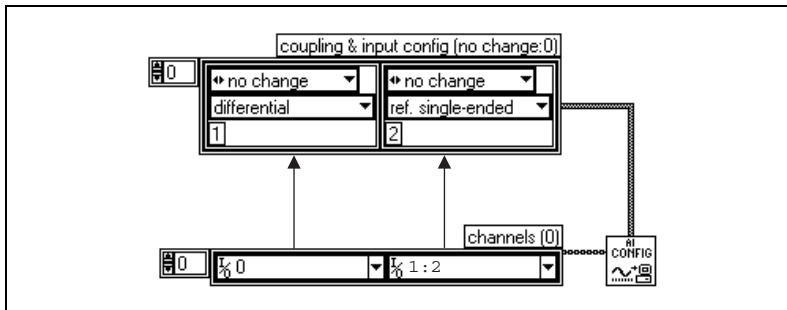 coupling & input config (no change:0)
0
no change
no change
differential
ref. single-ended
1
2
channels (0)
0
I/O 0
I/O 1:2
AI CONFIG